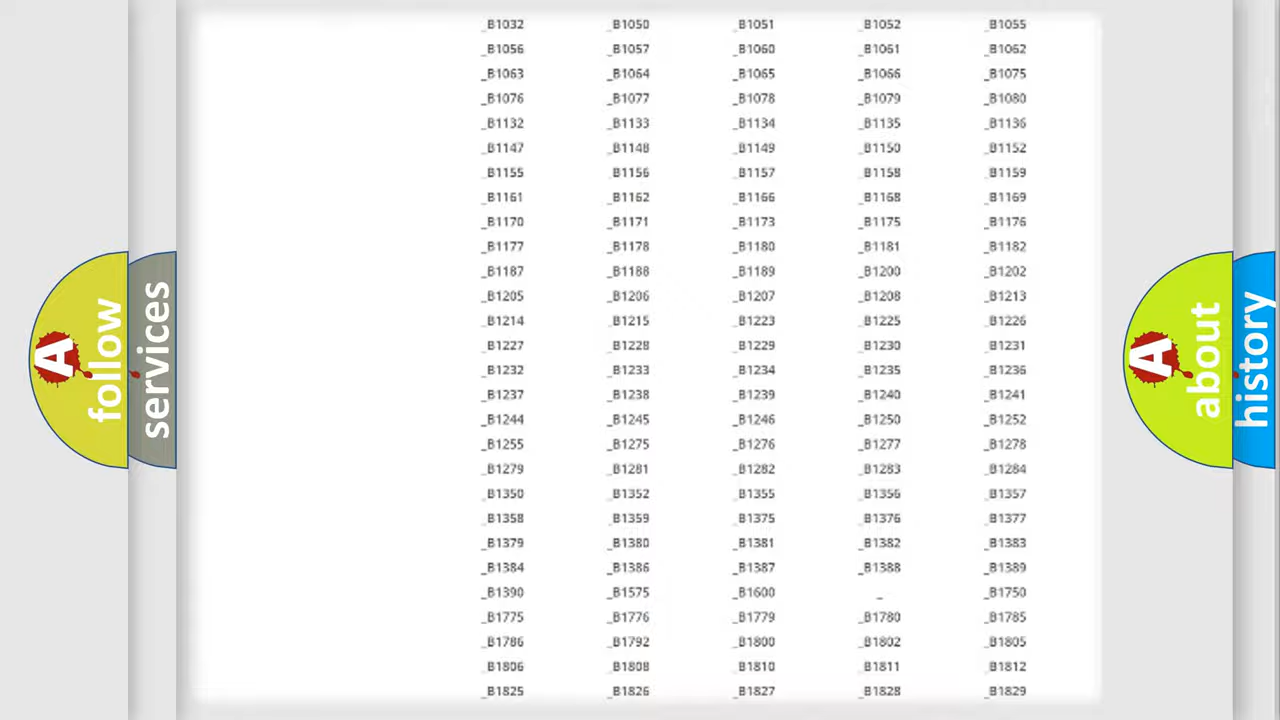 _B1032 _B1050 _B1051 _B1052 _B1055
_B1056 _B1057 _B1060 _B1061 _B1062
_B1063 _B1064 _B1065 _B1066 _B1075
_B1076 _B1077 _B1078 _B1079 _B1080
_B1132 _B1133 _B1134 _B1135 _B1136
_B1147 _B1148 _B1149 _B1150 _B1152
_B1155 _B1156 _B1157 _B1158 _B1159
_B1161 _B1162 _B1166 _B1168 _B1169
_B1170 _B1171 _B1173 _B1175 _B1176
_B1177 _B1178 _B1180 _B1181 _B1182
_B1187 _B1188 _B1189 _B1200 _B1202
_B1205 _B1206 _B1207 _B1208 _B1213
_B1214 _B1215 _B1223 _B1225 _B1226
_B1227 _B1228 _B1229 _B1230 _B1231
_B1232 _B1233 _B1234 _B1235 _B1236
_B1237 _B1238 _B1239 _B1240 _B1241
_B1244 _B1245 _B1246 _B1250 _B1252
_B1255 _B1275 _B1276 _B1277 _B1278
_B1279 _B1281 _B1282 _B1283 _B1284
_B1350 _B1352 _B1355 _B1356 _B1357
_B1358 _B1359 _B1375 _B1376 _B1377
_B1379 _B1380 _B1381 _B1382 _B1383
_B1384 _B1386 _B1387 _B1388 _B1389
_B1390 _B1575 _B1600 _ _B1750
_B1775 _B1776 _B1779 _B1780 _B1785
_B1786 _B1792 _B1800 _B1802 _B1805
_B1806 _B1808 _B1810 _B1811 _B1812
_B1825 _B1826 _B1827 _B1828 _B1829
A follow
services
A about
history